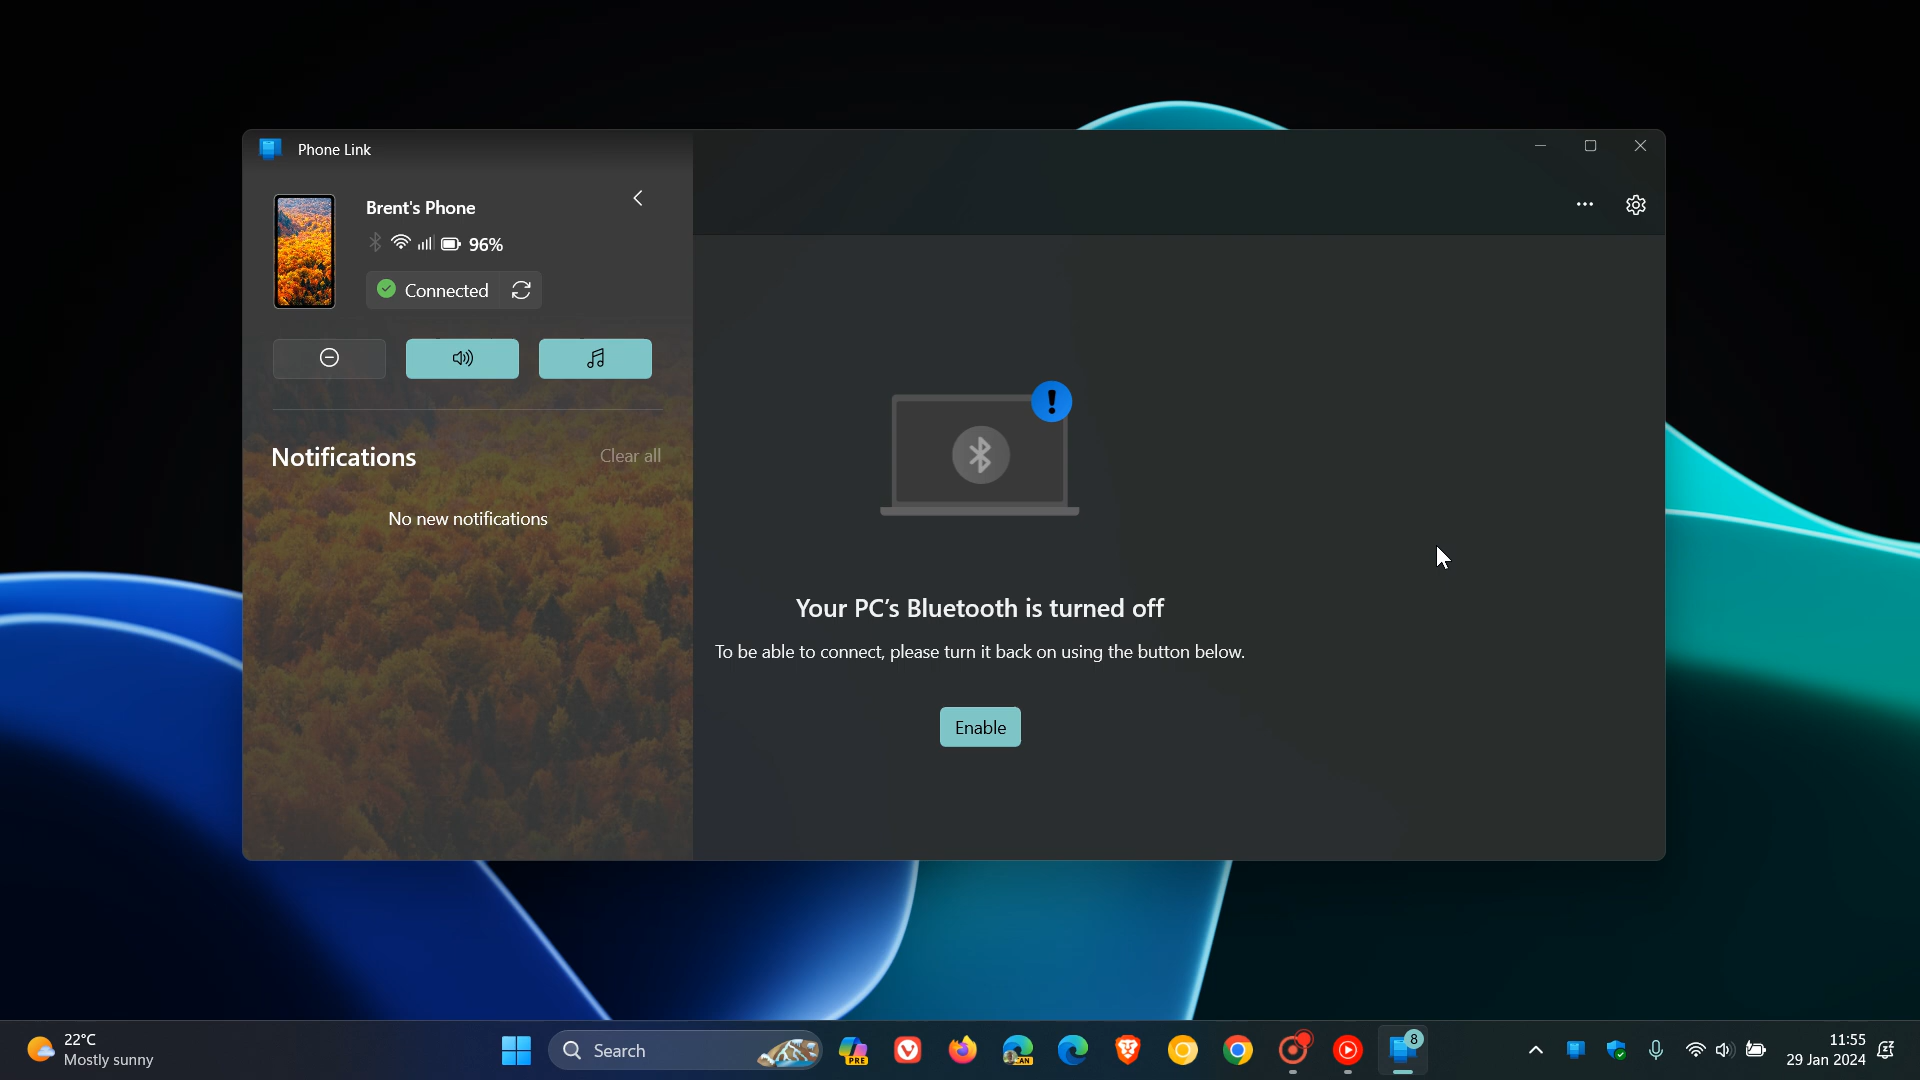 Phone Link
Brent's Phone
96%
Connected
Notifications
Clear all
No new notifications
Your PC's Bluetooth is turned off
To be able to connect, please turn it back on using the button below.
Enable
22°C
Mostly sunny
Search
PRE
CAN
8
11:55
29 Jan 2024